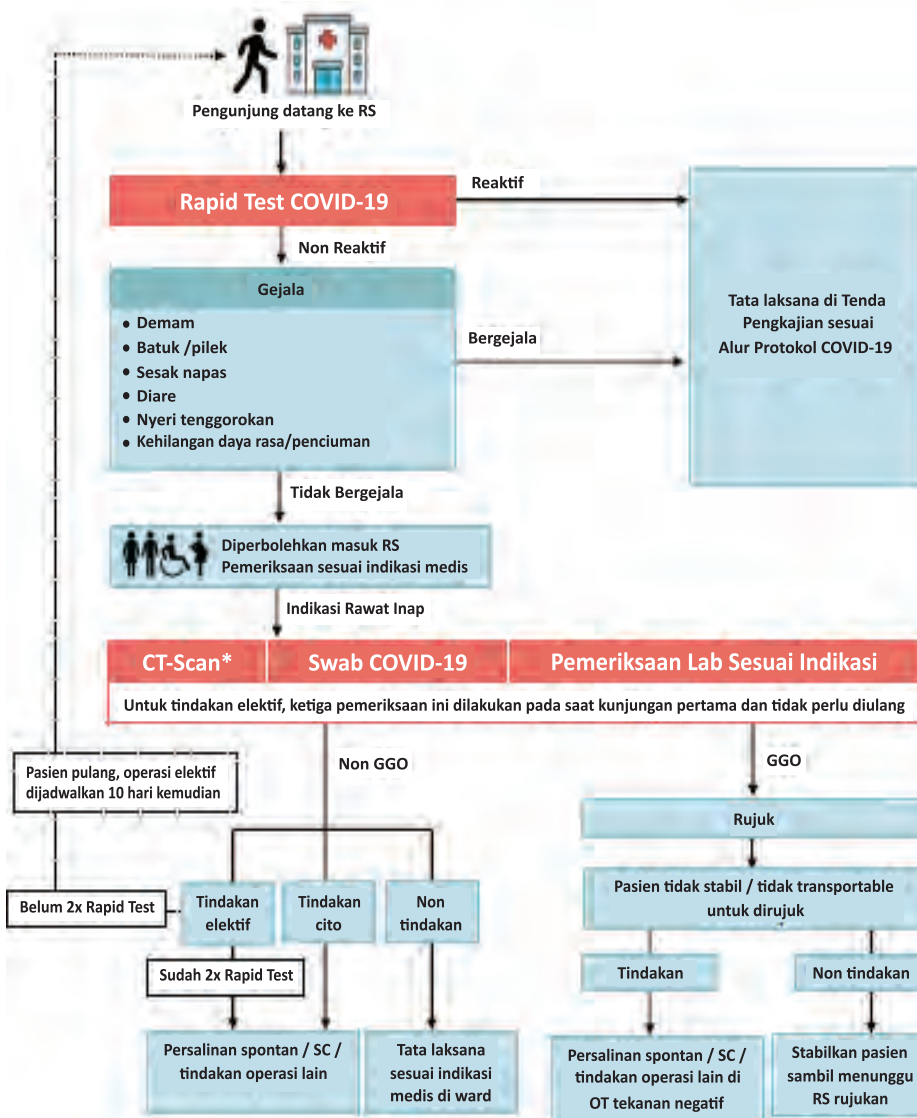 Pengunjung datang ke RS
Rapid Test COVID-19
Reaktif
Non Reaktif
Gejala
• Demam
• Batuk /pilek
• Sesak napas
• Diare
• Nyeri tenggorokan
• Kehilangan daya rasa/penciuman
Bergejala
Tata laksana di Tenda
Pengkajian sesuai
Alur Protokol COVID-19
Tidak Bergejala
Diperbolehkan masuk RS
Pemeriksaan sesuai indikasi medis
Indikasi Rawat Inap
CT-Scan*
Swab COVID-19
Pemeriksaan Lab Sesuai Indikasi
Untuk tindakan elektif, ketiga pemeriksaan ini dilakukan pada saat kunjungan pertama dan tidak perlu diulang
Non GGO
GGO
Pasien pulang, operasi elektif
dijadwalkan 10 hari kemudian
Rujuk
Belum 2x Rapid Test
Tindakan
elektif
Tindakan
cito
Non
tindakan
Pasien tidak stabil / tidak transportable
untuk dirujuk
Sudah 2x Rapid Test
Tindakan
Non tindakan
Persalinan spontan / SC /
tindakan operasi lain
Tata laksana
sesuai indikasi
medis di ward
Persalinan spontan / SC /
tindakan operasi lain di
OT tekanan negatif
Stabilkan pasien
sambil menunggu
RS rujukan